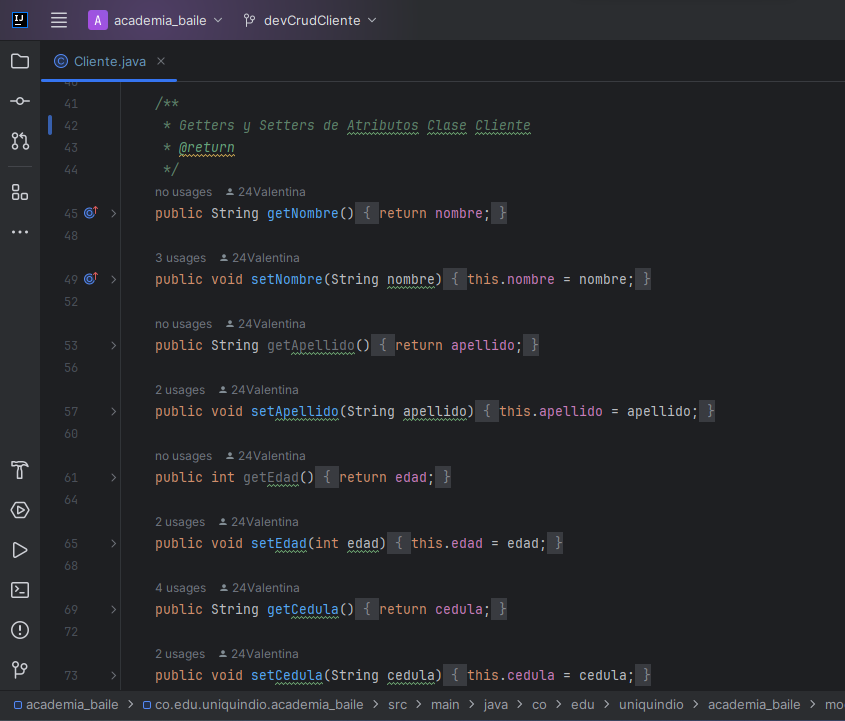 IJ
A academia_baile devCrudCliente
C Cliente.java
40
41 /**
42 * Getters y Setters de Atributos Clase Cliente
43 * @return
44 */
no usages 24Valentina
45 public String getNombre() { return nombre; }
48
3 usages 24Valentina
49 public void setNombre(String nombre) { this.nombre = nombre; }
52
no usages 24Valentina
53 public String getApellido() { return apellido; }
56
2 usages 24Valentina
57 public void setApellido(String apellido) { this.apellido = apellido; }
60
no usages 24Valentina
61 public int getEdad() { return edad; }
64
2 usages 24Valentina
65 public void setEdad(int edad) { this.edad = edad; }
68
4 usages 24Valentina
69 public String getCedula() { return cedula; }
72
2 usages 24Valentina
73 public void setCedula(String cedula) { this.cedula = cedula; }
academia_baile > co.edu.uniquindio.academia_baile > src > main > java > co > edu > uniquindio > academia_baile > mo